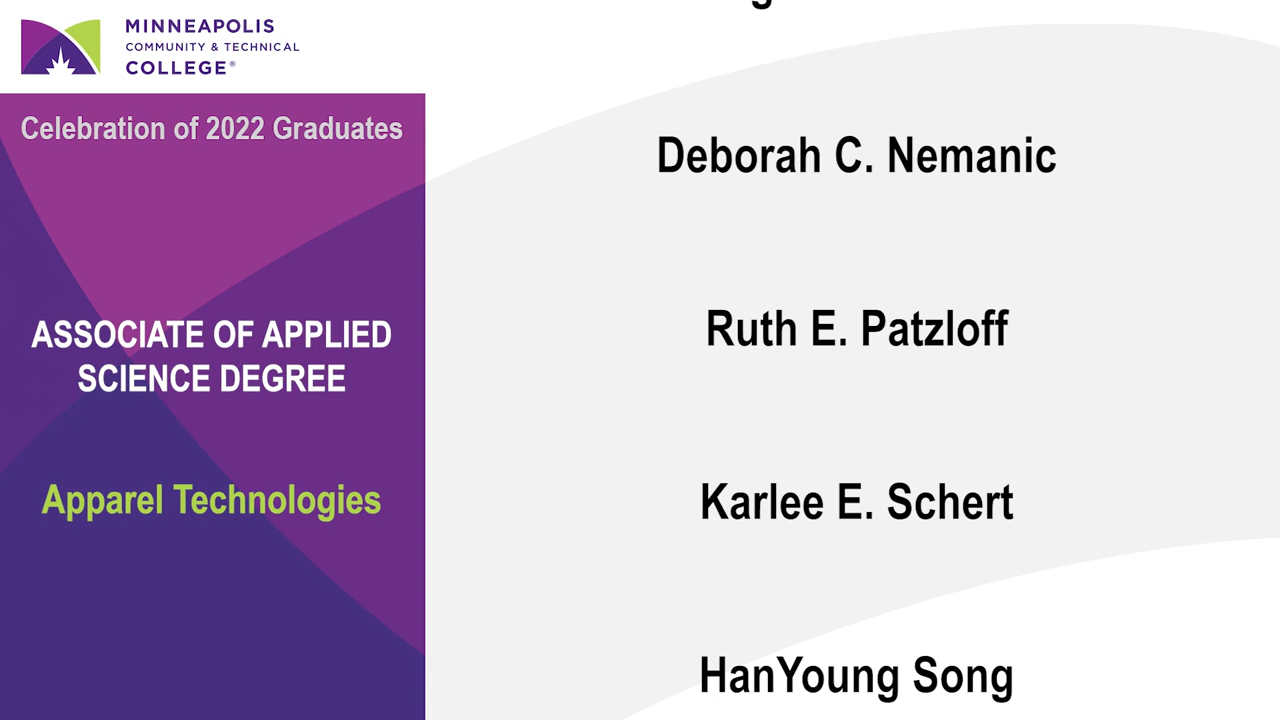 MINNEAPOLIS
COMMUNITY & TECHNICAL
COLLEGE®
Celebration of 2022 Graduates
ASSOCIATE OF APPLIED
SCIENCE DEGREE
Apparel Technologies
Deborah C. Nemanic
Ruth E. Patzloff
Karlee E. Schert
HanYoung Song